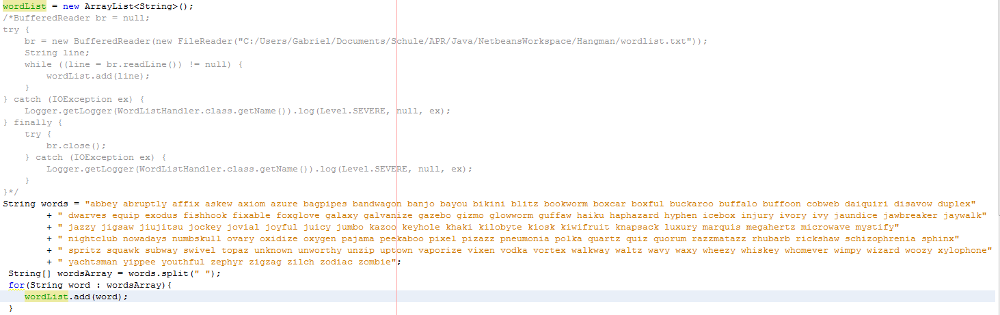 wordList = new ArrayList<String>();
/*BufferedReader br = null;
try {
    br = new BufferedReader(new FileReader("C:/Users/Gabriel/Documents/Schule/APR/Java/NetbeansWorkspace/Hangman/wordlist.txt"));
    String line;
    while ((line = br.readLine()) != null) {
        wordList.add(line);
    }
} catch (IOException ex) {
    Logger.getLogger(WordListHandler.class.getName()).log(Level.SEVERE, null, ex);
} finally {
    try {
        br.close();
    } catch (IOException ex) {
        Logger.getLogger(WordListHandler.class.getName()).log(Level.SEVERE, null, ex);
    }
}*/
String words = "abbey abruptly affix askew axiom azure bagpipes bandwagon banjo bayou bikini blitz bookworm boxcar boxful buckaroo buffalo buffoon cobweb daiquiri disavow duplex"
        + " dwarves equip exodus fishhook fixable foxglove galaxy galvanize gazebo gizmo glowworm guffaw haiku haphazard hyphen icebox injury ivory ivy jaundice jawbreaker jaywalk"
        + " jazzy jigsaw jiujitsu jockey jovial joyful juicy jumbo kazoo keyhole khaki kilobyte kiosk kiwifruit knapsack luxury marquis megahertz microwave mystify"
        + " nightclub nowadays numbskull ovary oxidize oxygen pajama peekaboo pixel pizazz pneumonia polka quartz quiz quorum razzmatazz rhubarb rickshaw schizophrenia sphinx"
        + " spritz squawk subway swivel topaz unknown unworthy unzip uptown vaporize vixen vodka vortex walkway waltz wavy waxy wheezy whiskey whomever wimpy wizard woozy xylophone"
        + " yachtsman yippee youthful zephyr zigzag zilch zodiac zombie";
 String[] wordsArray = words.split(" ");
 for(String word : wordsArray){
    wordList.add(word);
 }